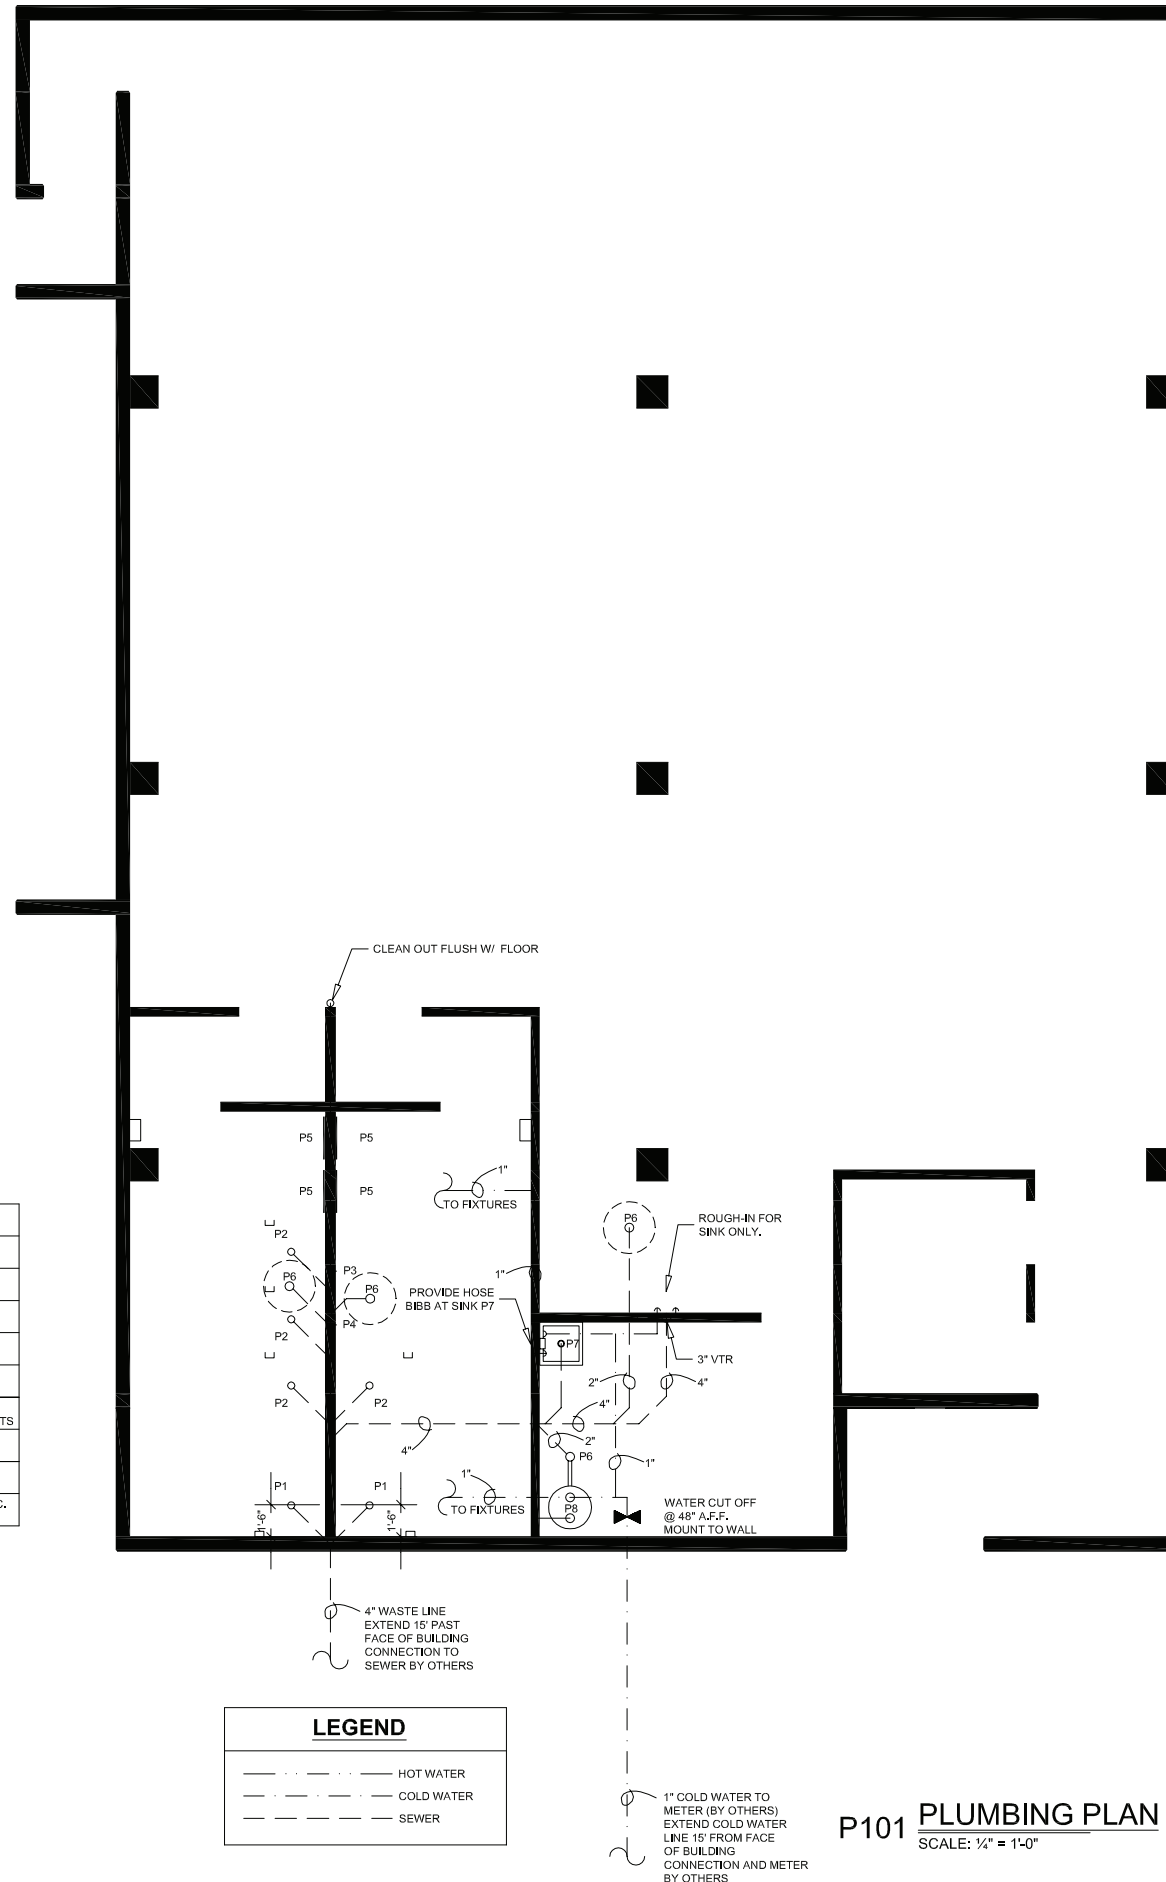 CLEAN OUT FLUSH W/ FLOOR
P5
P5
P5
P5
1"
TO FIXTURES
P2
P6
P3
P6
P4
P2
P2
P2
1"
PROVIDE HOSE
BIBB AT SINK P7
P6
ROUGH-IN FOR
SINK ONLY.
P7
3" VTR
2"
4"
4"
4"
2"
P6
1"
P1
P1
1'-6"
1'-6"
1"
TO FIXTURES
P8
WATER CUT OFF
@ 48" A.F.F.
MOUNT TO WALL
TS
C.
4" WASTE LINE
EXTEND 15' PAST
FACE OF BUILDING
CONNECTION TO
SEWER BY OTHERS
LEGEND
HOT WATER
COLD WATER
SEWER
1" COLD WATER TO
METER (BY OTHERS)
EXTEND COLD WATER
LINE 15' FROM FACE
OF BUILDING
CONNECTION AND METER
BY OTHERS
P101 PLUMBING PLAN
SCALE: ¼" = 1'-0"